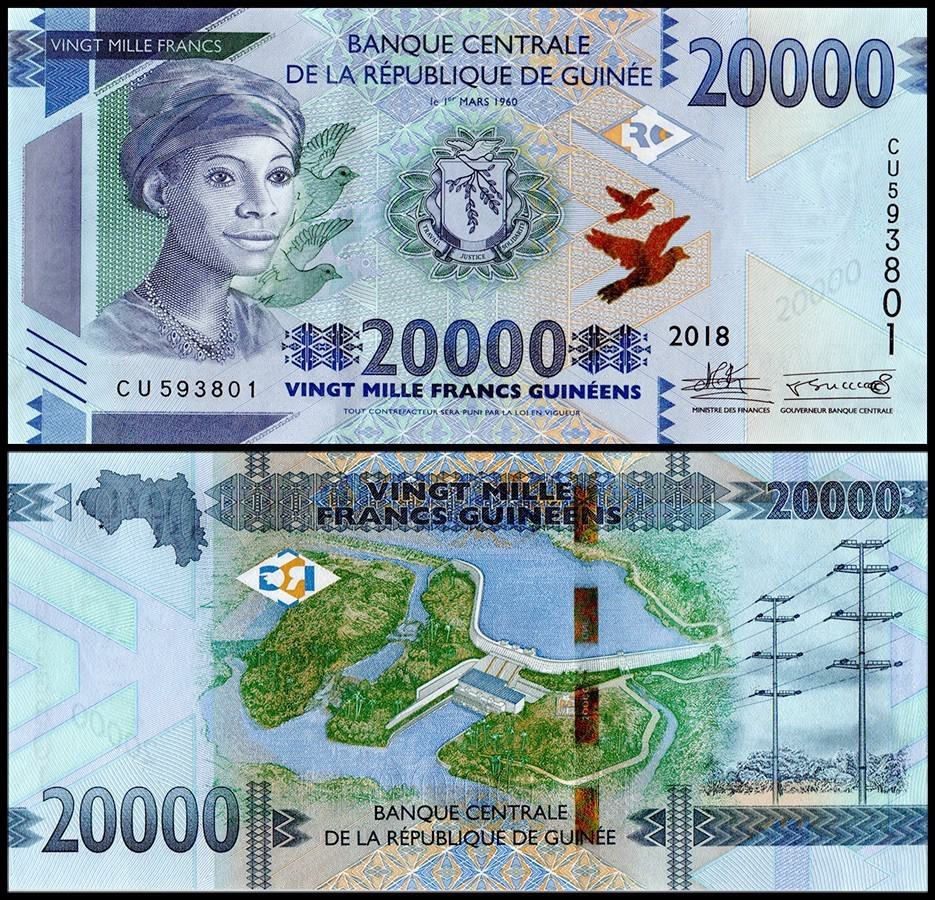 VINGT MILLE FRANCS
BANQUE CENTRALE
DE LA RÉPUBLIQUE DE GUINÉE
le 1er MARS 1960
20000
RC
CU593801
TRAVAIL JUSTICE SOLIDARITÉ
20000
20000
2018
VINGT MILLE FRANCS GUINÉENS
CU593801
TOUT CONTREFACTEUR SERA PUNI PAR LA LOI EN VIGUEUR
MINISTRE DES FINANCES
GOUVERNEUR BANQUE CENTRALE
VINGT MILLE
FRANCS GUINÉENS
20000
20000
BANQUE CENTRALE
DE LA RÉPUBLIQUE DE GUINÉE